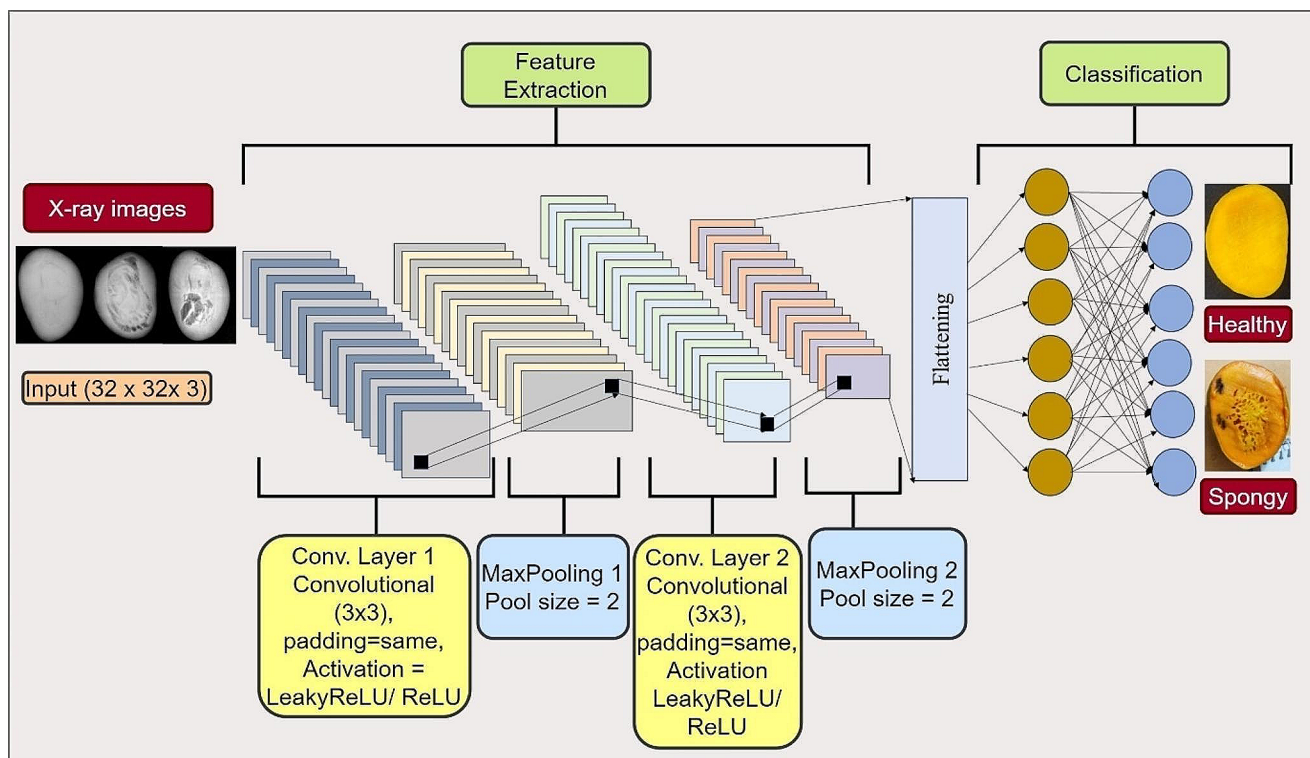 Feature
Extraction
Classification
X-ray images
Input (32 x 32x 3)
Flattening
Healthy
Spongy
Conv. Layer 1
Convolutional
(3x3),
padding=same,
Activation =
LeakyReLU/ ReLU
MaxPooling 1
Pool size = 2
Conv. Layer 2
Convolutional
(3x3),
padding=same,
Activation
LeakyReLU/
ReLU
MaxPooling 2
Pool size = 2